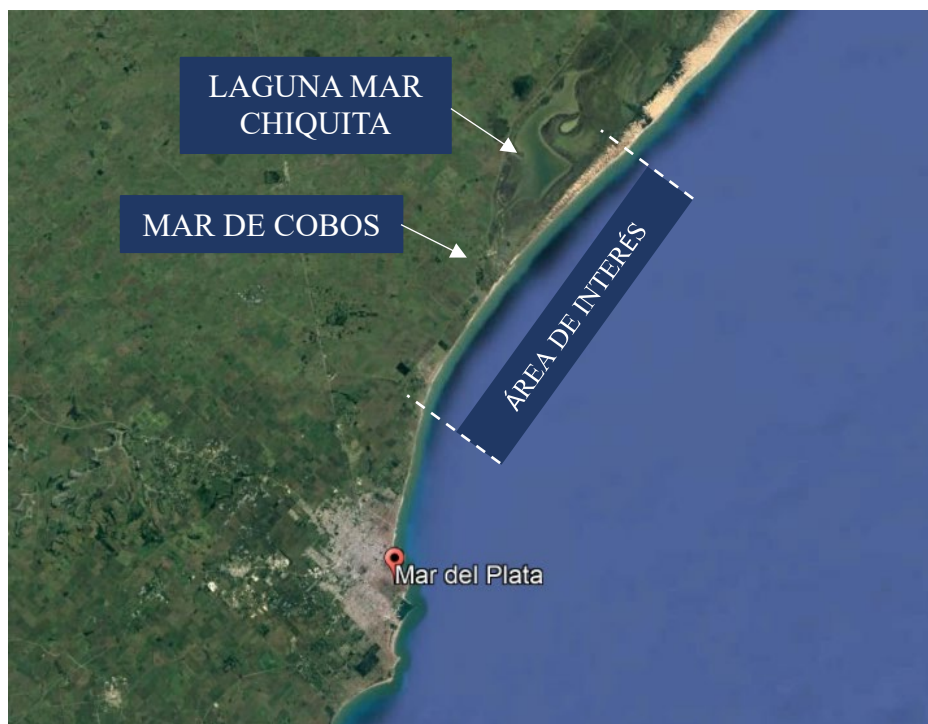 LAGUNA MAR
CHIQUITA
MAR DE COBOS
ÁREA DE INTERÉS
Mar del Plata